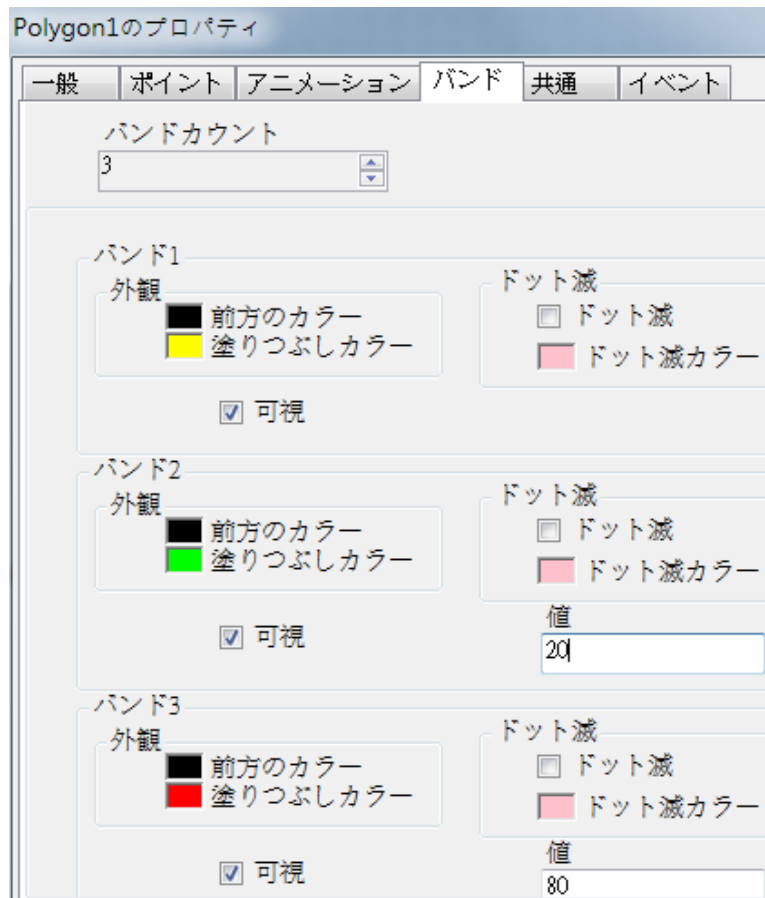 Polygon1のプロパティ
一般 ポイント アニメーション バンド 共通 イベント
バンドカウント
3
バンド1
外観
前方のカラー
塗りつぶしカラー
可視
ドット滅
ドット滅
ドット滅カラー
バンド2
外観
前方のカラー
塗りつぶしカラー
可視
ドット滅
ドット滅
ドット滅カラー
値
20
バンド3
外観
前方のカラー
塗りつぶしカラー
可視
ドット滅
ドット滅
ドット滅カラー
値
80